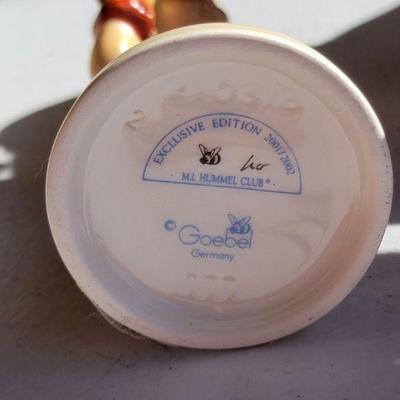 EXCLUSIVE EDITION 2001/2002
· M.I. HUMMEL CLUB® ·
© Goebel
Germany